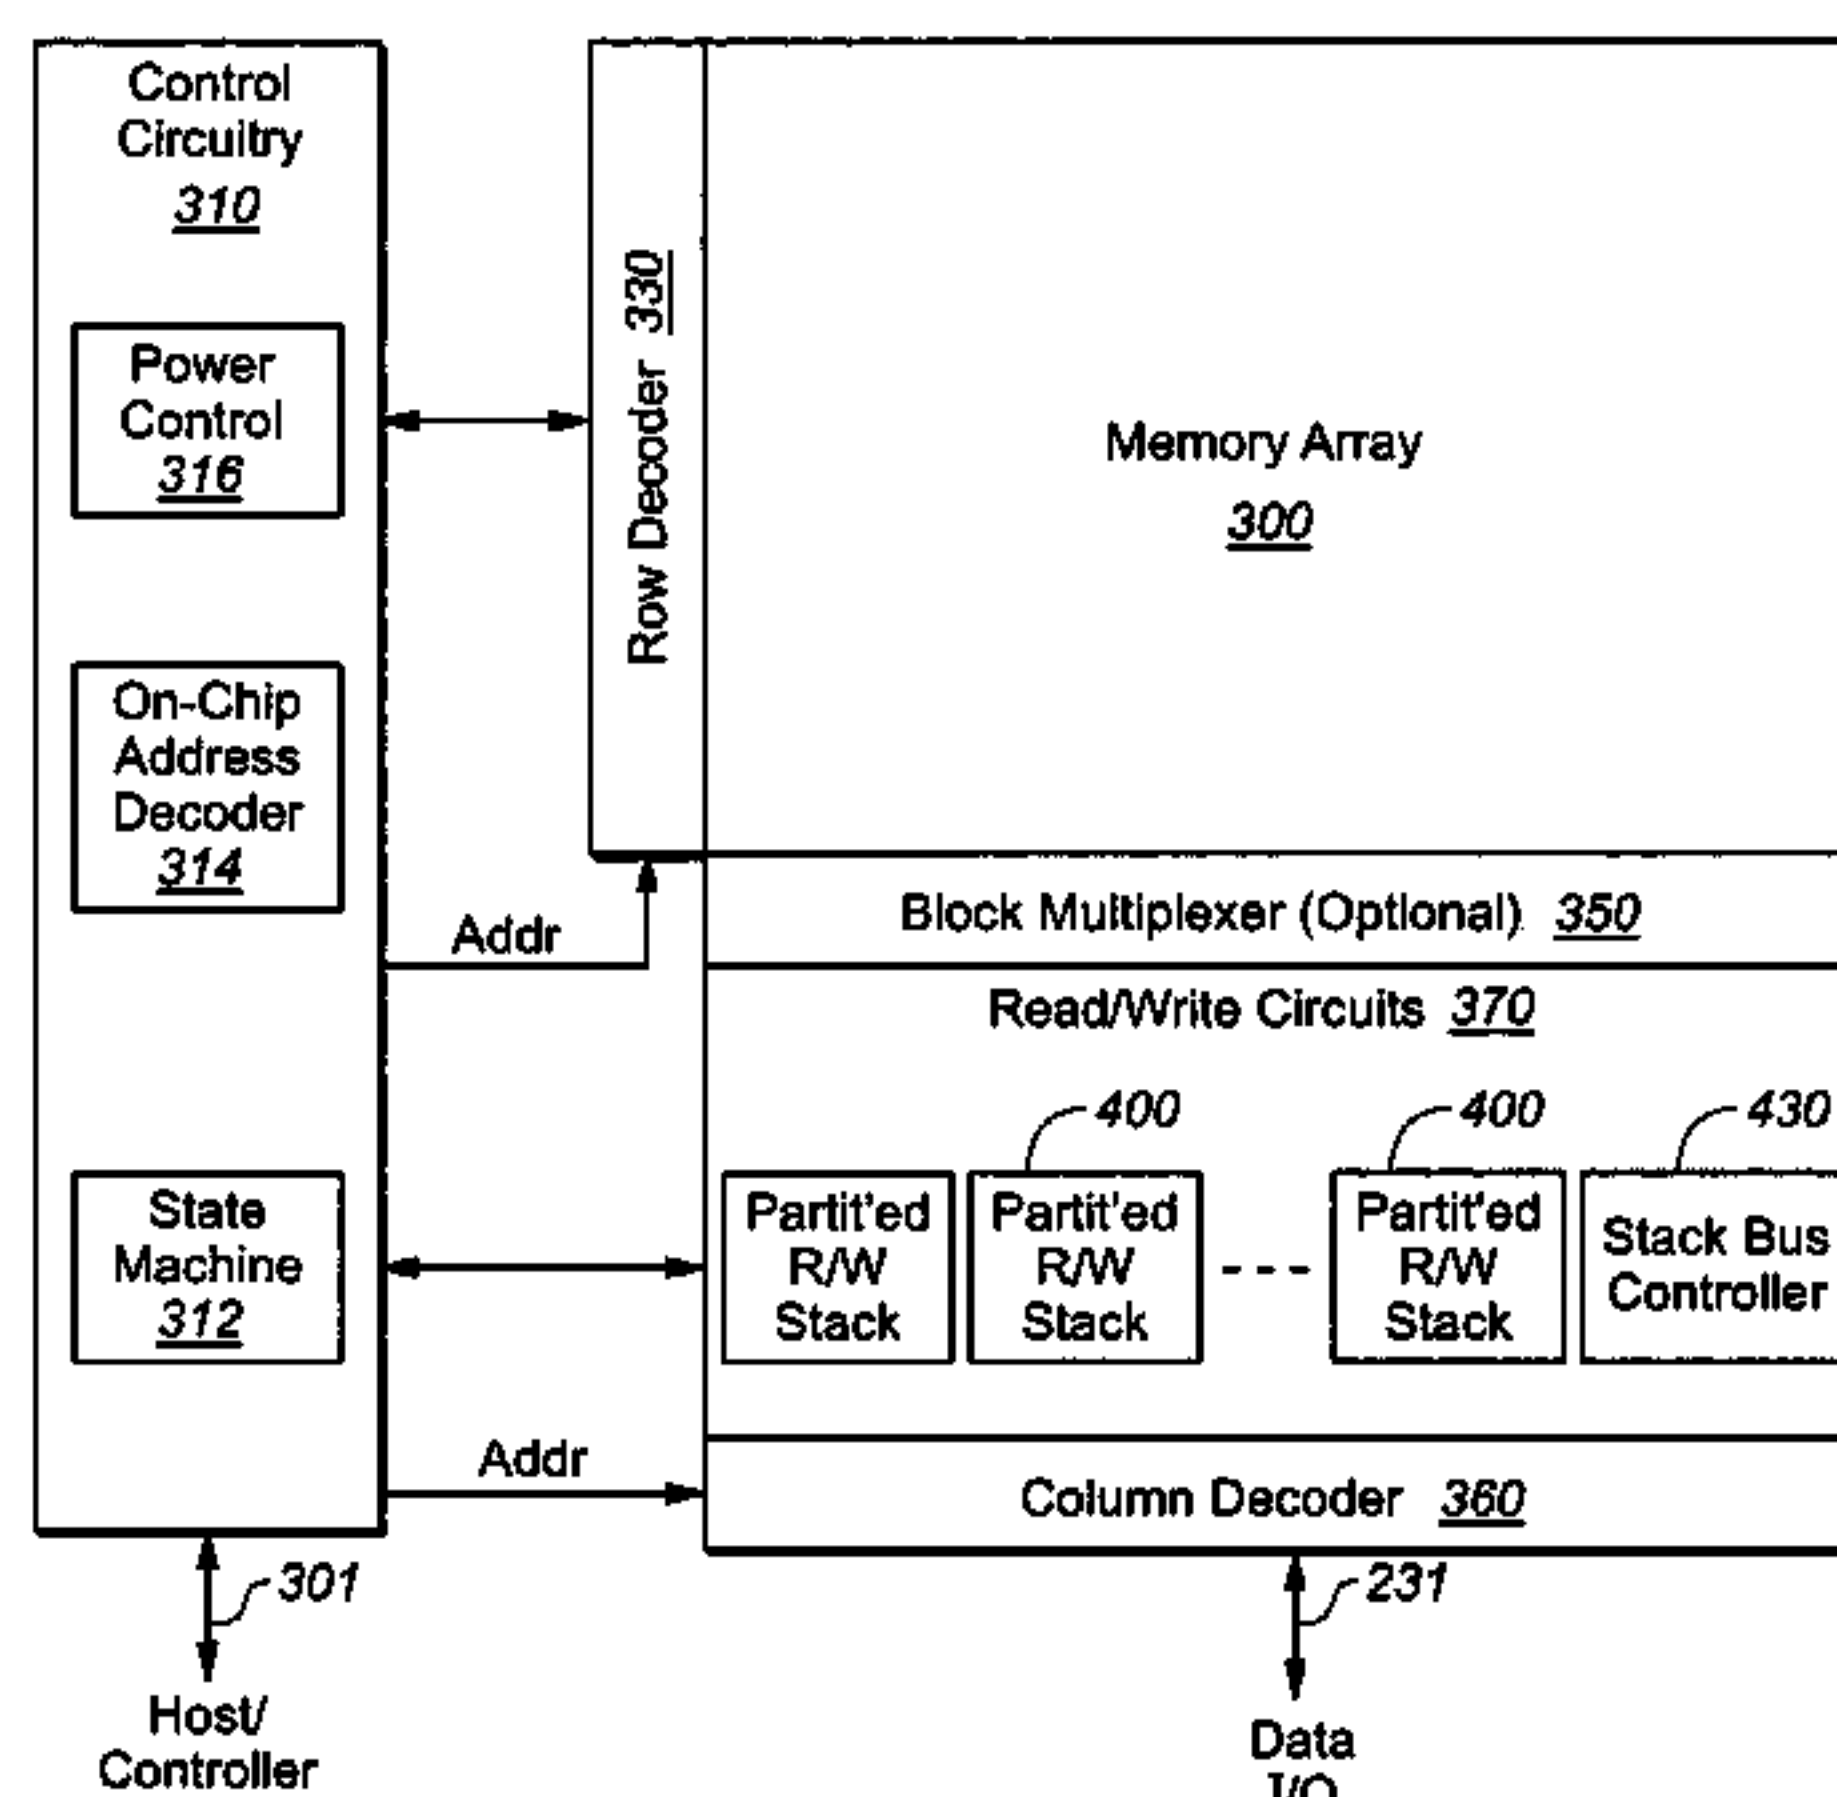 Control
Circuitry
310
Power
Control
316
On-Chip
Address
Decoder
314
State
Machine
312
Row Decoder 330
Memory Array
300
Addr
Block Multiplexer (Optional) 350
Read/Write Circuits 370
400
400
430
Partit'ed
R/W
Stack
Partit'ed
R/W
Stack
Partit'ed
R/W
Stack
Stack Bus
Controller
Addr
Column Decoder 360
301
231
Host/
Controller
Data
I/O